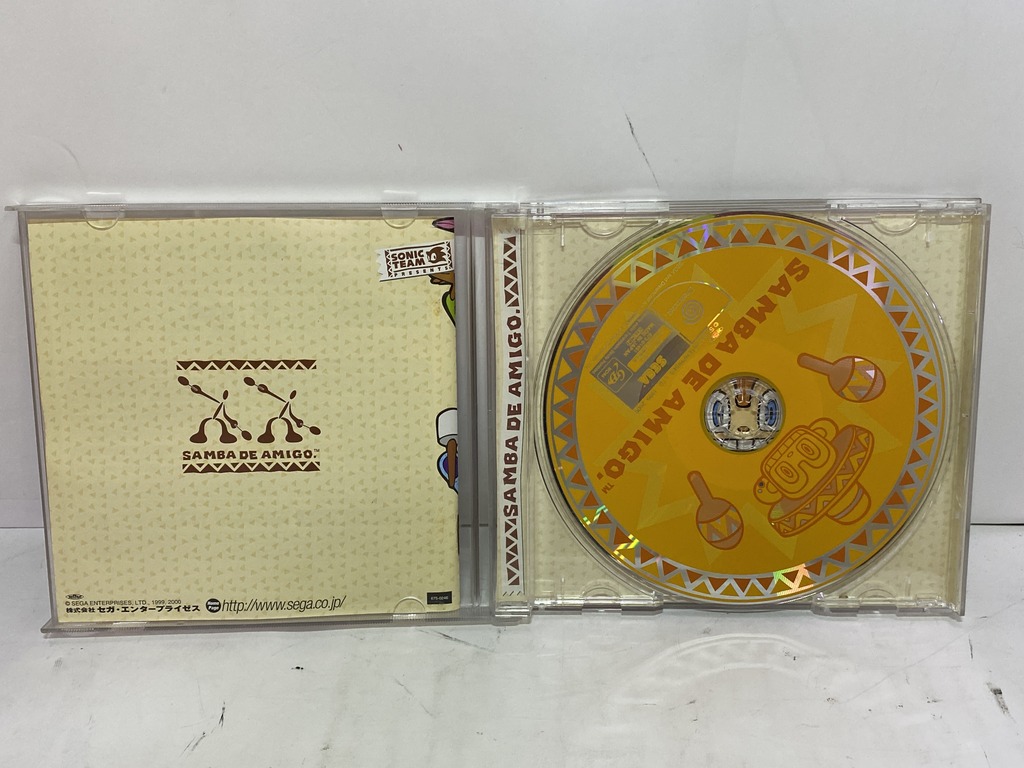 SONIC
TEAM
PRESENTS
SAMBA DE AMIGO.™
© SEGA ENTERPRISES, LTD., 1999, 2000
株式会社 セガ・エンタープライゼス
http://www.sega.co.jp/
SAMBA DE AMIGO.
SAMBA DE AMIGO.™
SEGA